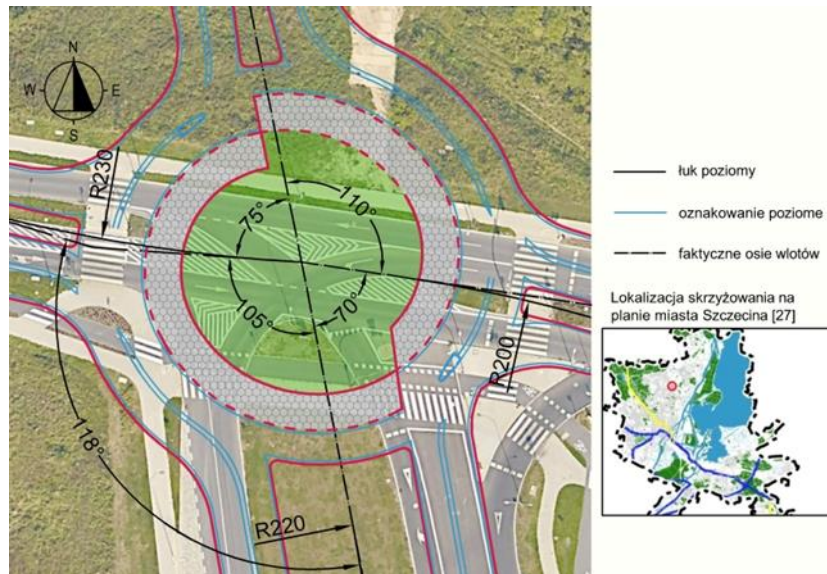 N
W E
S
R230
75°
110°
105°
70°
R200
118°
R220
łuk poziomy
oznakowanie poziome
faktyczne osie wlotów
Lokalizacja skrzyżowania na
planie miasta Szczecina [27]